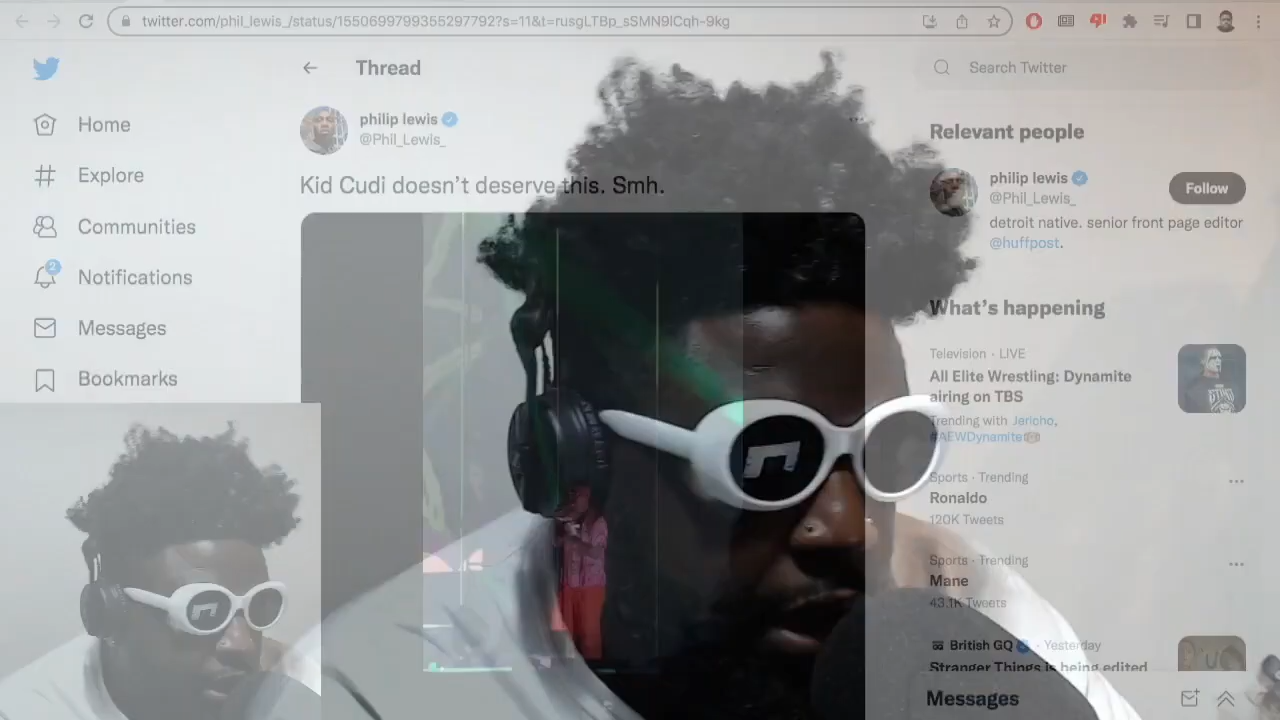 twitter.com/phil_lewis_/status/1550699799355297792?s=11&t=rusgLTBp_sSMN9lCqh-9kg
Home
Explore
Communities
2
Notifications
Messages
Bookmarks
Thread
philip lewis
@Phil_Lewis_
Kid Cudi doesn’t deserve this. Smh.
Search Twitter
Relevant people
philip lewis
@Phil_Lewis_
Follow
detroit native. senior front page editor
@huffpost.
What’s happening
Television · LIVE
All Elite Wrestling: Dynamite
airing on TBS
Trending with Jericho,
#AEWDynamite
Sports · Trending
Ronaldo
120K Tweets
Sports · Trending
Mane
43.1K Tweets
British GQ · Yesterday
Stranger Things is being edited
Messages